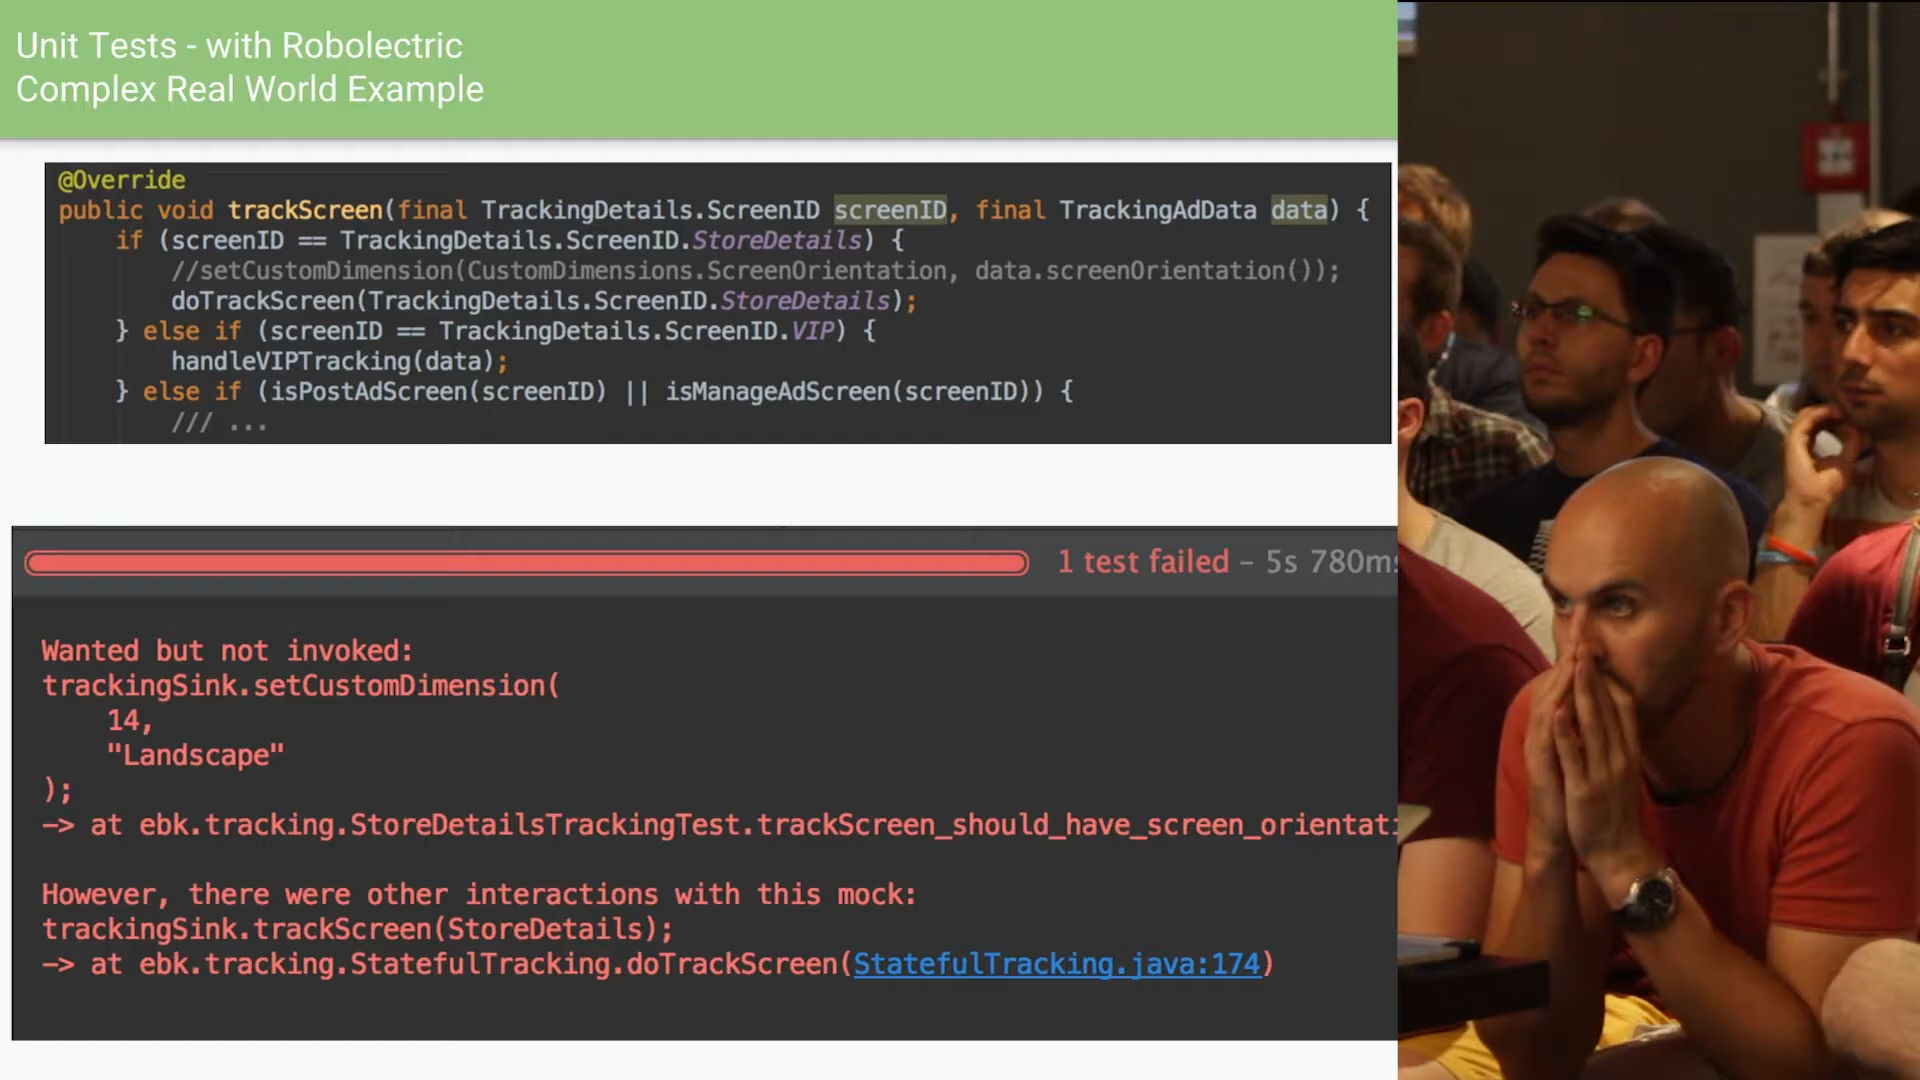 Unit Tests - with Robolectric
Complex Real World Example
@Override
public void trackScreen(final TrackingDetails.ScreenID screenID, final TrackingAdData data) {
if (screenID == TrackingDetails.ScreenID.StoreDetails) {
//setCustomDimension(CustomDimensions.ScreenOrientation, data.screenOrientation());
doTrackScreen(TrackingDetails.ScreenID.StoreDetails);
} else if (screenID == TrackingDetails.ScreenID.VIP) {
handleVIPTracking(data);
} else if (isPostAdScreen(screenID) || isManageAdScreen(screenID)) {
/// ...
1 test failed – 5s 780ms
Wanted but not invoked:
trackingSink.setCustomDimension(
14,
"Landscape"
);
-> at ebk.tracking.StoreDetailsTrackingTest.trackScreen_should_have_screen_orientati
However, there were other interactions with this mock:
trackingSink.trackScreen(StoreDetails);
-> at ebk.tracking.StatefulTracking.doTrackScreen(StatefulTracking.java:174)